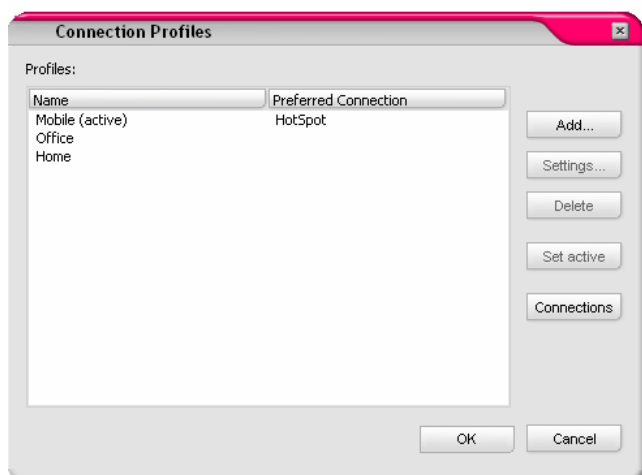 Connection Profiles
Profiles:
Name Preferred Connection
Mobile (active) HotSpot
Office
Home
Add...
Settings...
Delete
Set active
Connections
OK Cancel